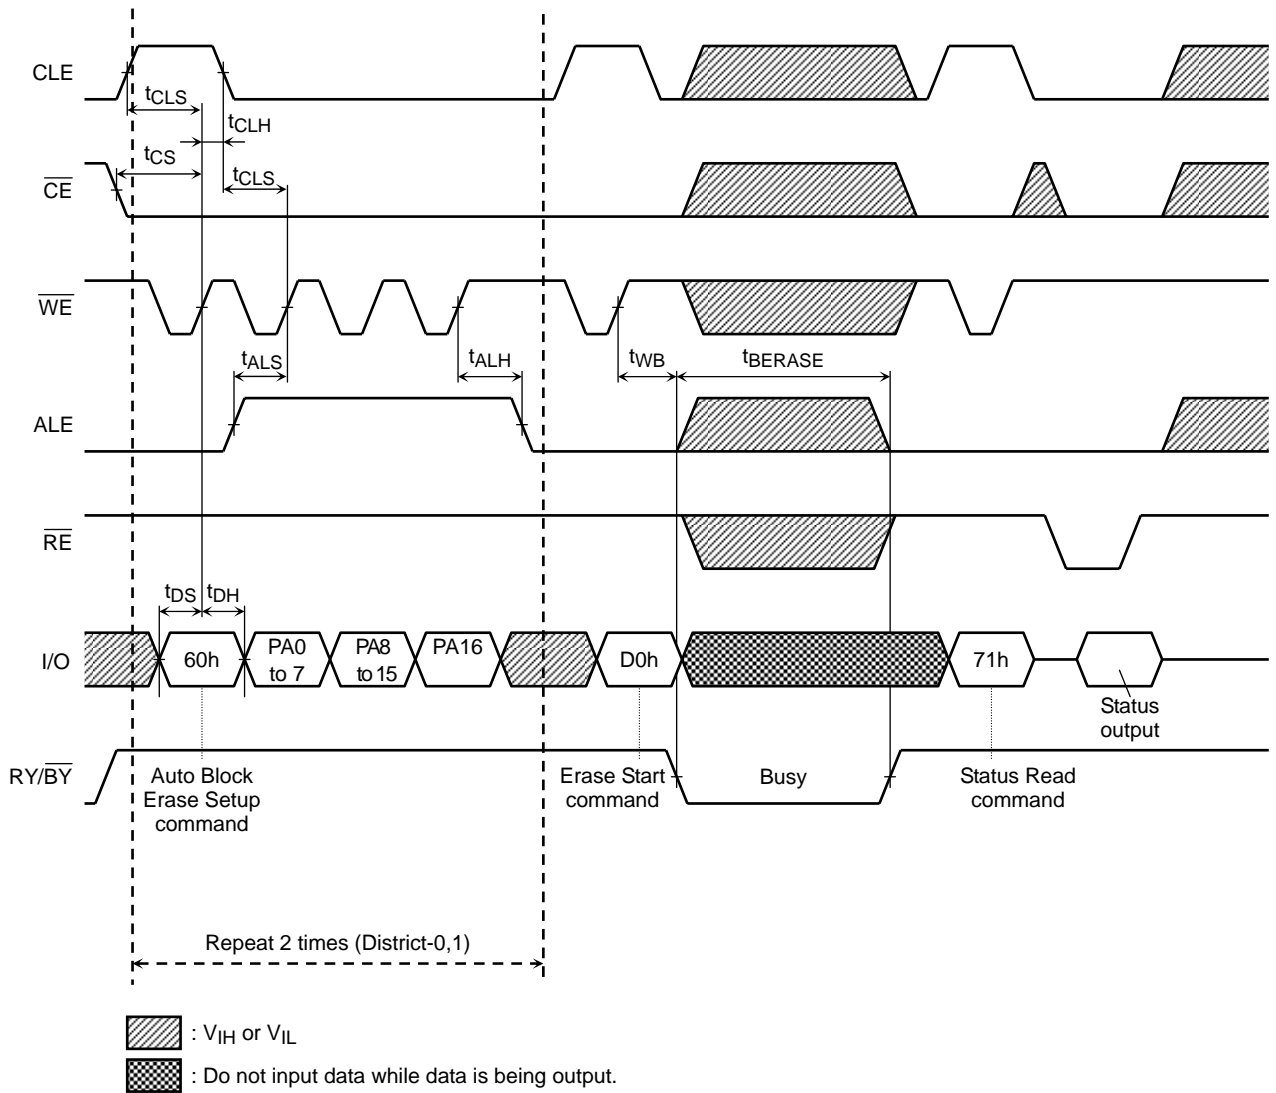 CLE
tCLS
tCLH
tCS
tCLS
CE
WE
tALS
tALH
tWB
tBERASE
ALE
RE
tDS
tDH
I/O
60h
PA0
to 7
PA8
to 15
PA16
D0h
71h
Status
output
RY/BY
Auto Block
Erase Setup
command
Erase Start
command
Busy
Status Read
command
Repeat 2 times (District-0,1)
: VIH or VIL
: Do not input data while data is being output.